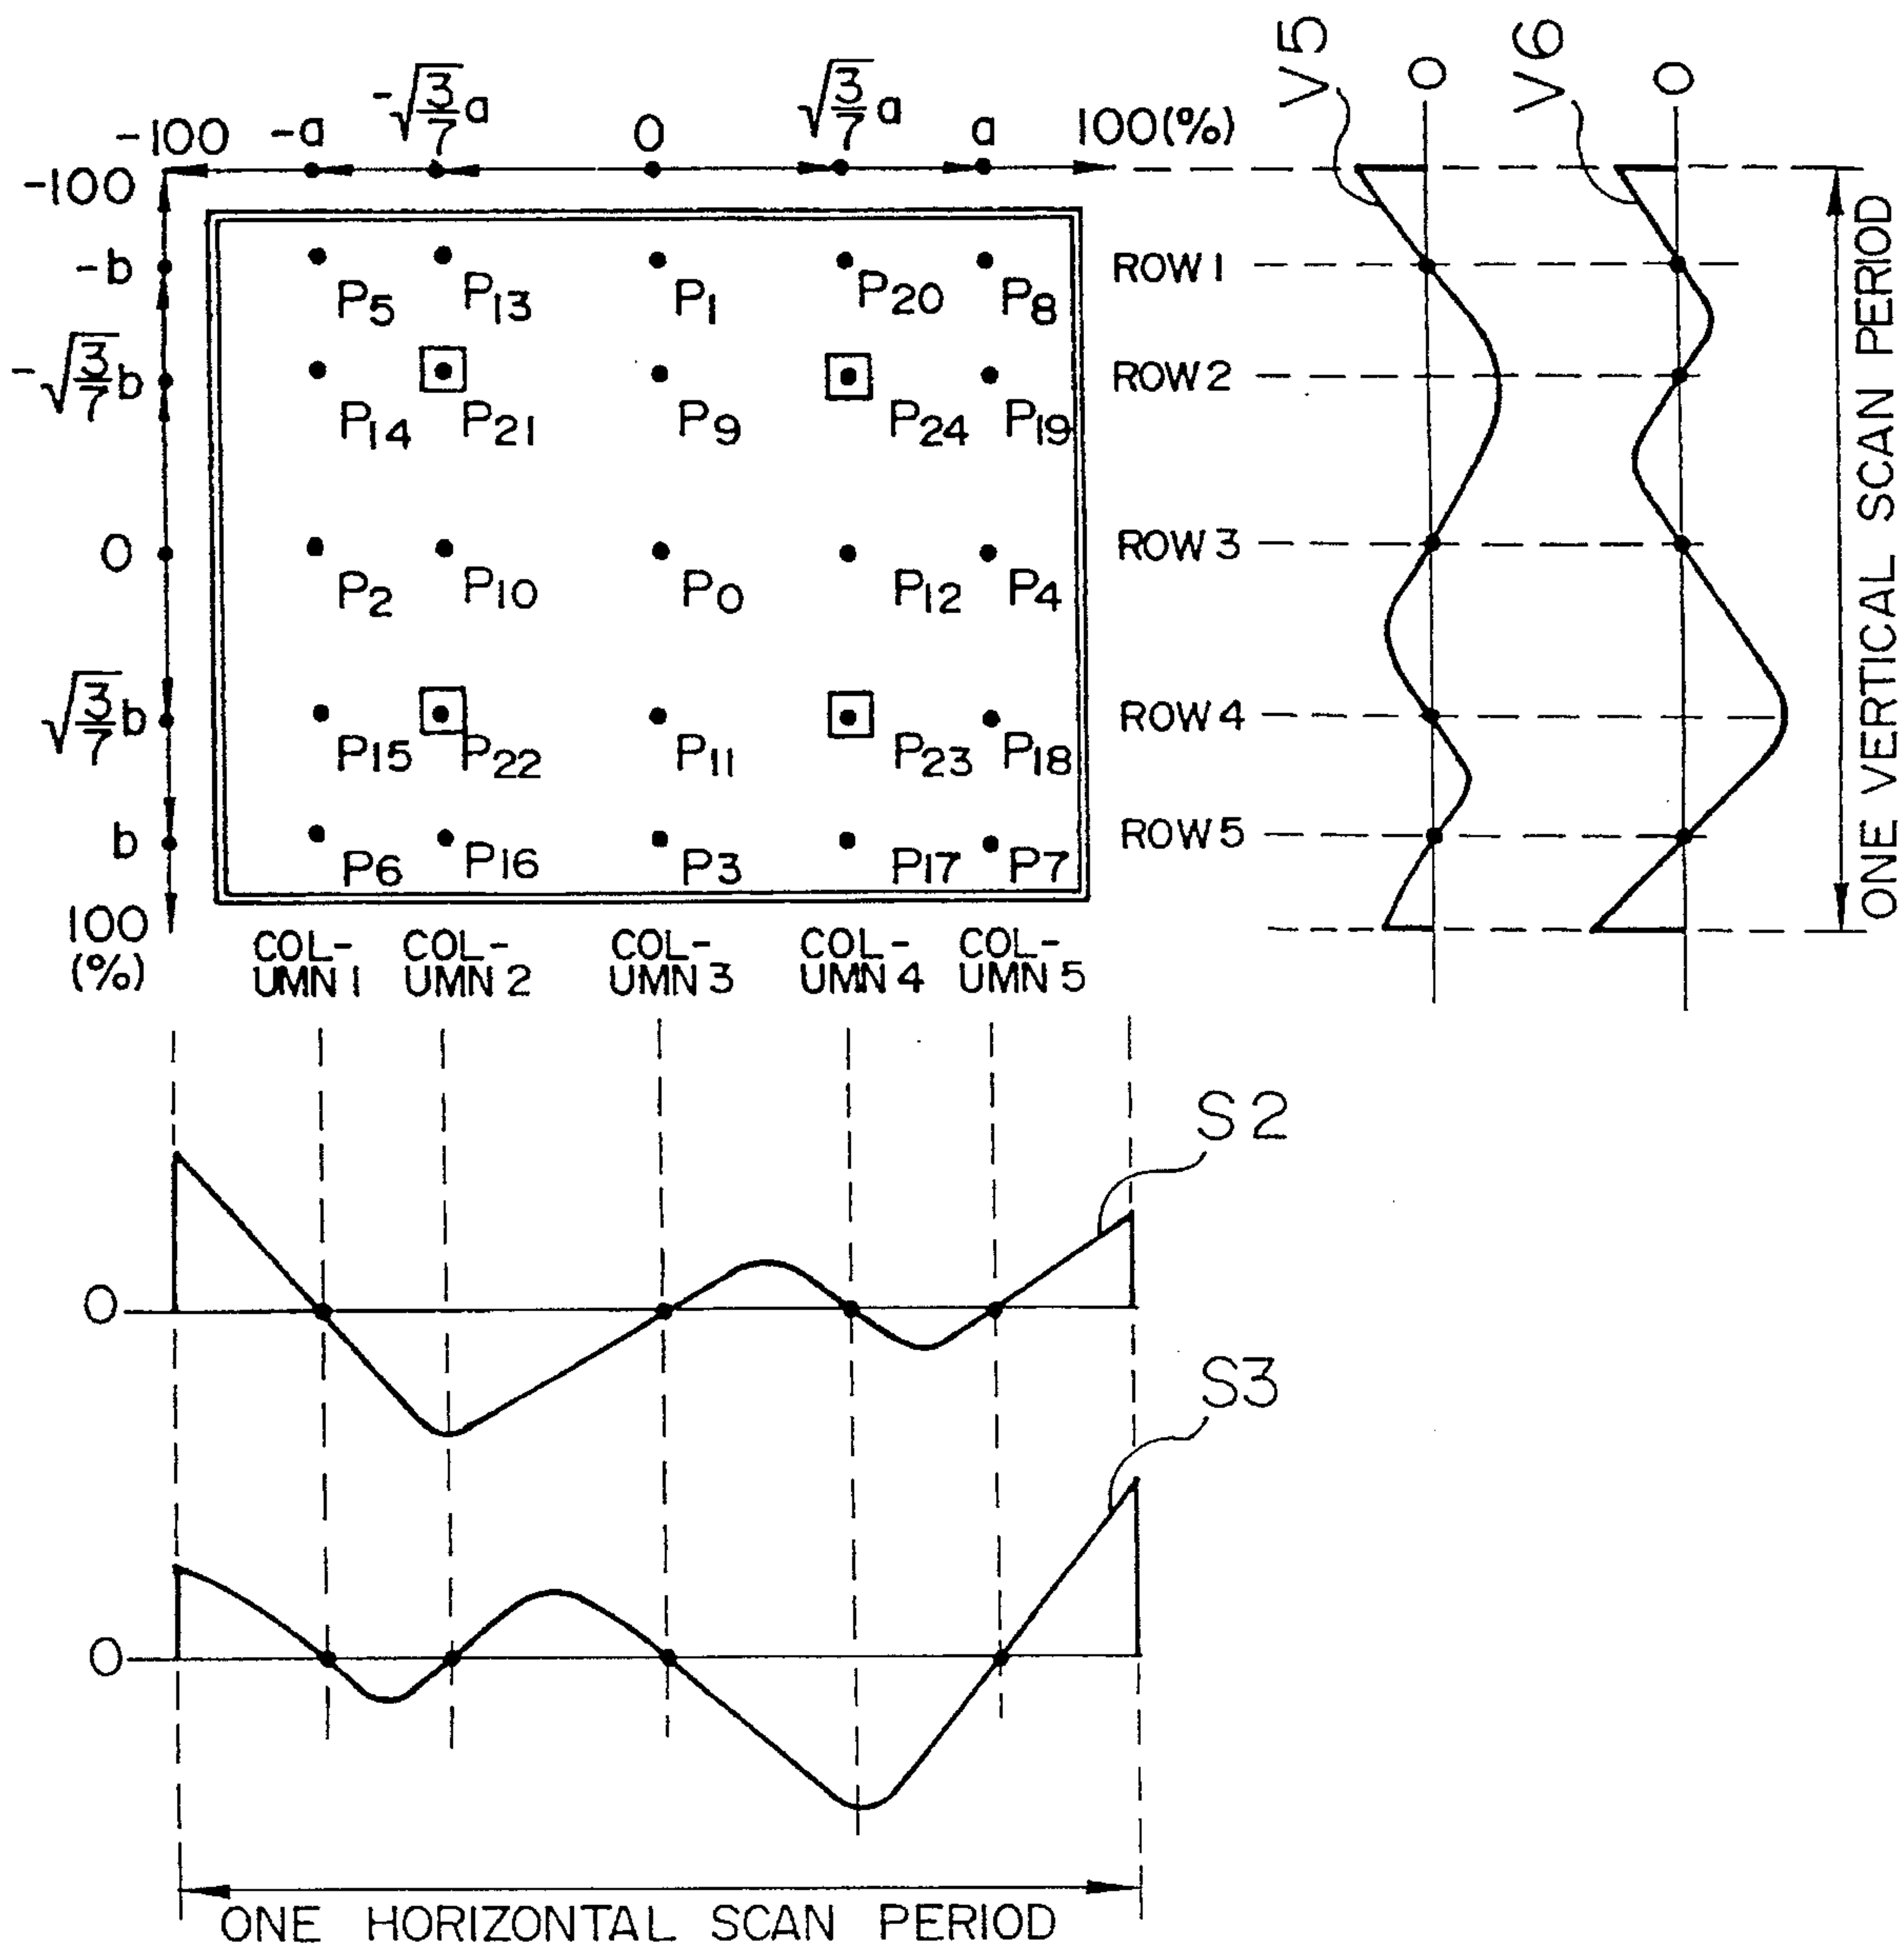 V5 0 V6 0
-100 -a -√3/7 a 0 √3/7 a a 100(%)
-100
-b
-√3/7 b
0
√3/7 b
b
100
(%)
P5 P13 P1 P20 P8
P14 P21 P9 P24 P19
P2 P10 P0 P12 P4
P15 P22 P11 P23 P18
P6 P16 P3 P17 P7
ROW 1
ROW 2
ROW 3
ROW 4
ROW 5
ONE VERTICAL SCAN PERIOD
COL- COL- COL- COL- COL-
UMN 1 UMN 2 UMN 3 UMN 4 UMN 5
S2
0
S3
0
ONE HORIZONTAL SCAN PERIOD